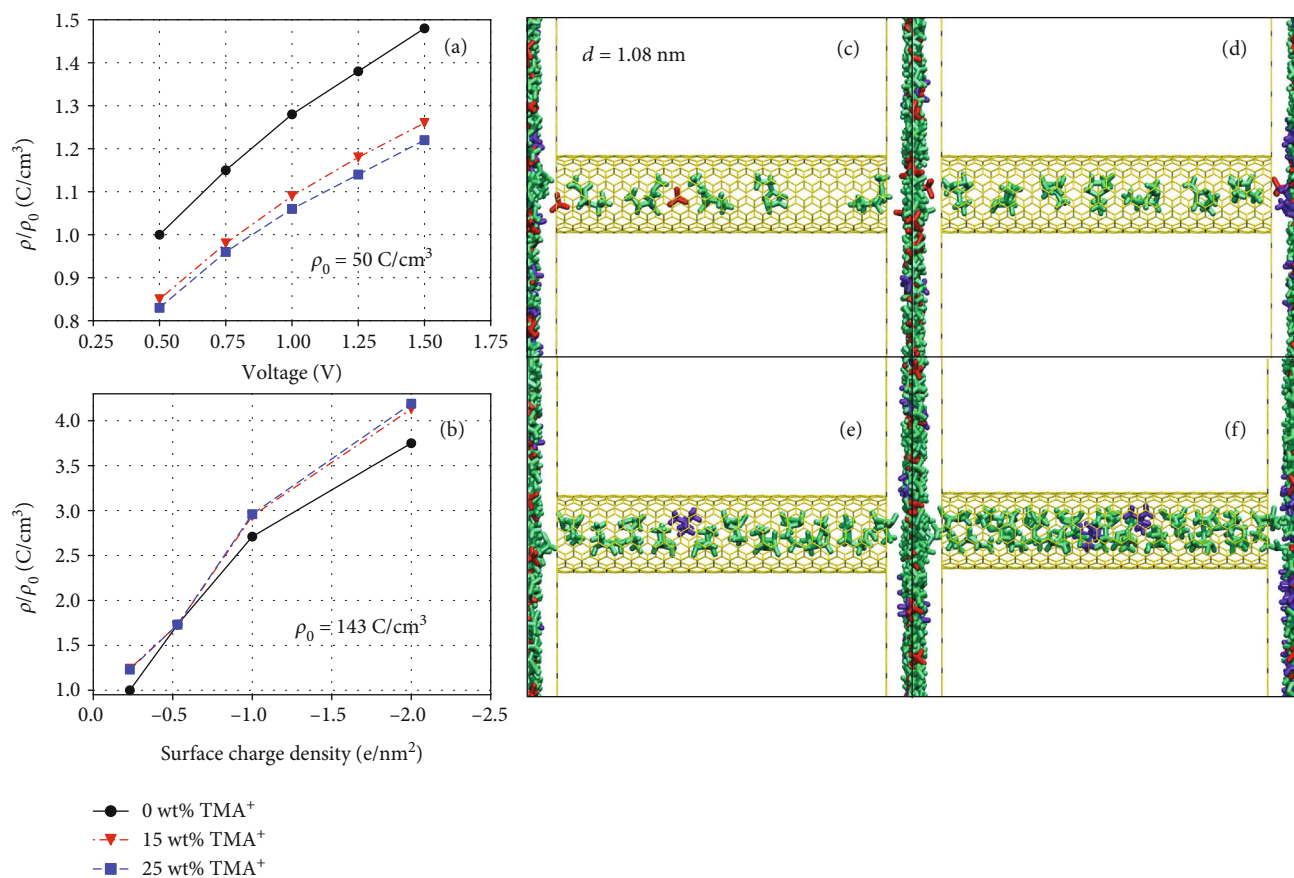 1.5
1.4
1.3
1.2
1.1
1.0
0.9
0.8
ρ/ρ₀ (C/cm³)
(a)
ρ₀ = 50 C/cm³
0.25 0.50 0.75 1.00 1.25 1.50 1.75
Voltage (V)
4.0
3.5
3.0
2.5
2.0
1.5
1.0
ρ/ρ₀ (C/cm³)
(b)
ρ₀ = 143 C/cm³
0.0 −0.5 −1.0 −1.5 −2.0 −2.5
Surface charge density (e/nm²)
0 wt% TMA⁺
15 wt% TMA⁺
25 wt% TMA⁺
d = 1.08 nm
(c)
(d)
(e)
(f)